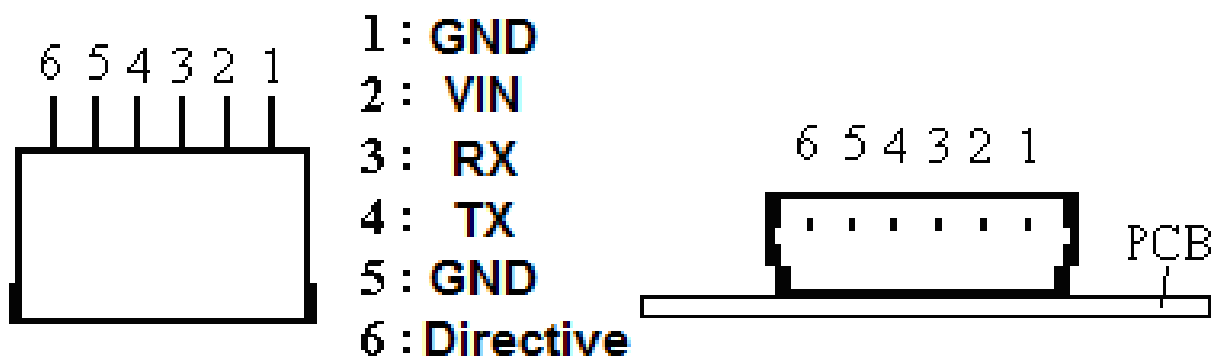 6 5 4 3 2 1
1 : GND
2 : VIN
3 : RX
4 : TX
5 : GND
6 : Directive
6 5 4 3 2 1
PCB